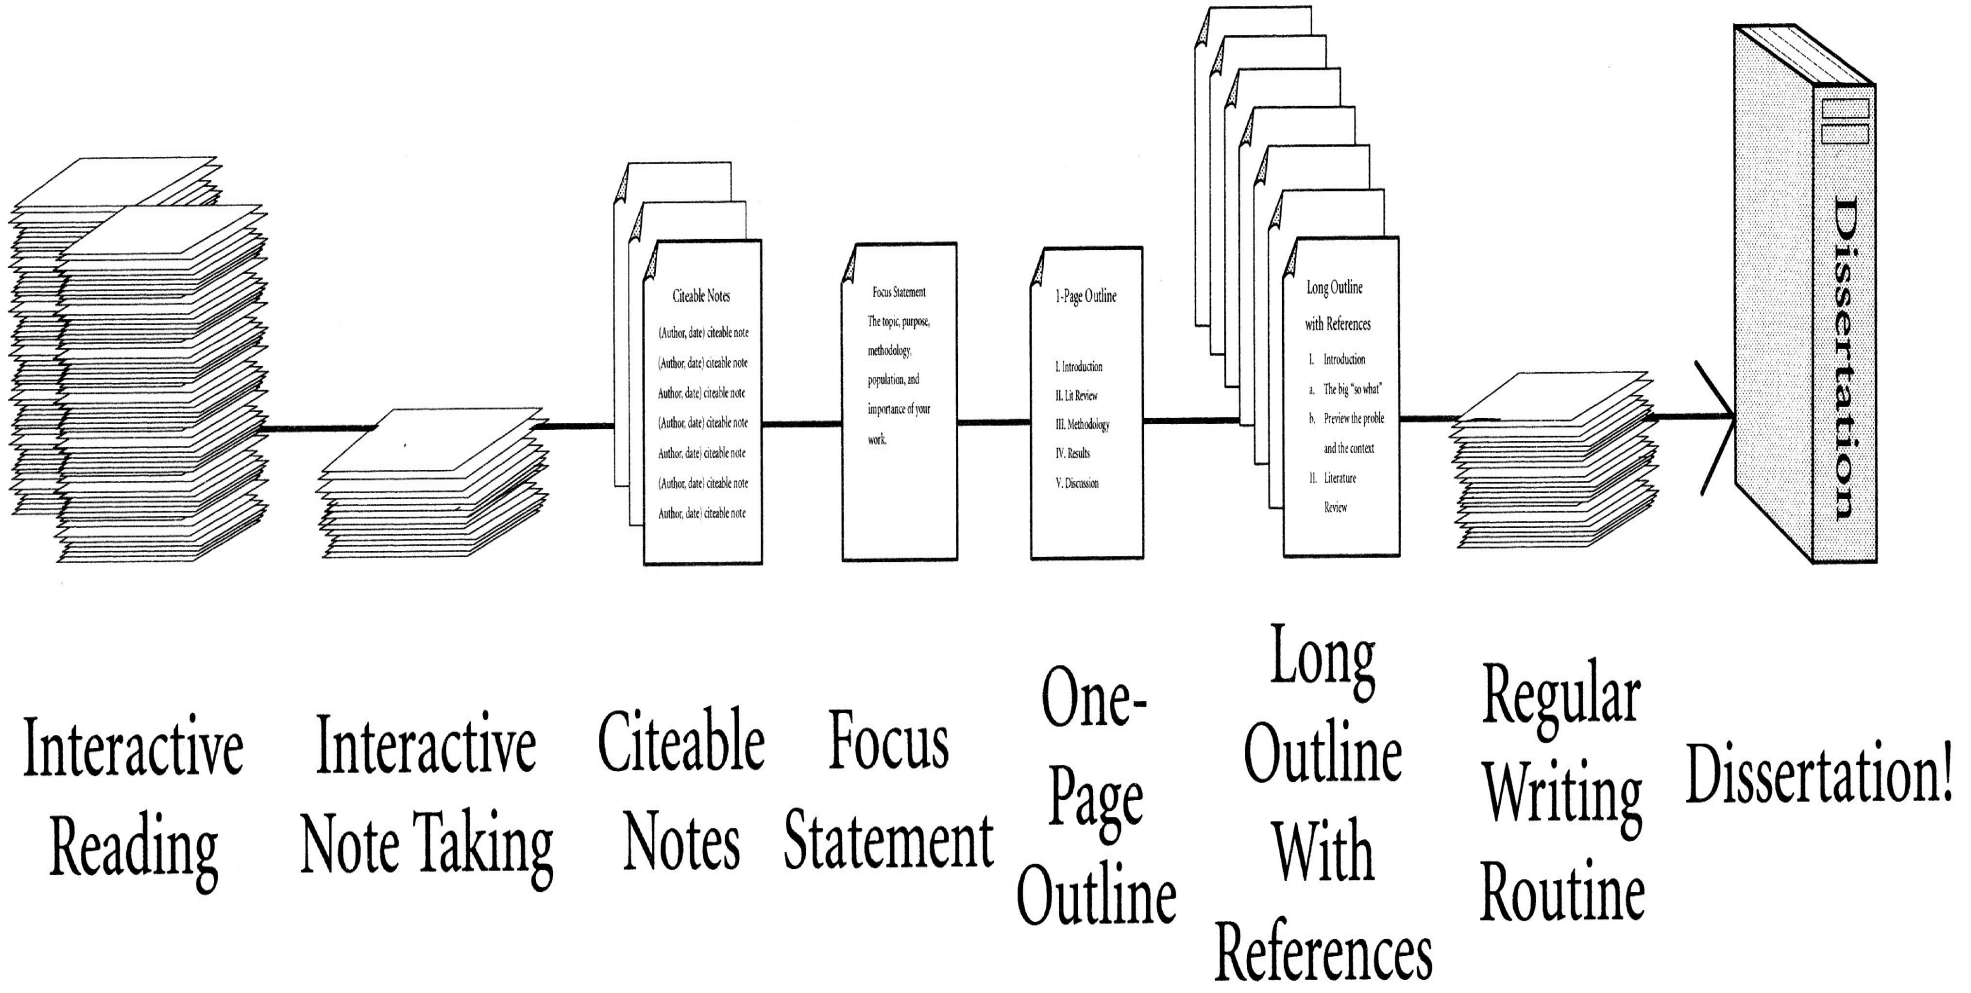 Citeable Notes
(Author, date) citeable note
(Author, date) citeable note
Author, date) citeable note
(Author, date) citeable note
Author, date) citeable note
(Author, date) citeable note
Author, date) citeable note
Focus Statement
The topic, purpose,
methodology,
population, and
importance of your
work.
1-Page Outline
I. Introduction
II. Lit Review
III. Methodology
IV. Results
V. Discussion
Long Outline
with References
I. Introduction
a. The big "so what"
b. Preview the proble
and the context
II. Literature
Review
Dissertation
Interactive
Reading
Interactive
Note Taking
Citeable
Notes
Focus
Statement
One-
Page
Outline
Long
Outline
With
References
Regular
Writing
Routine
Dissertation!